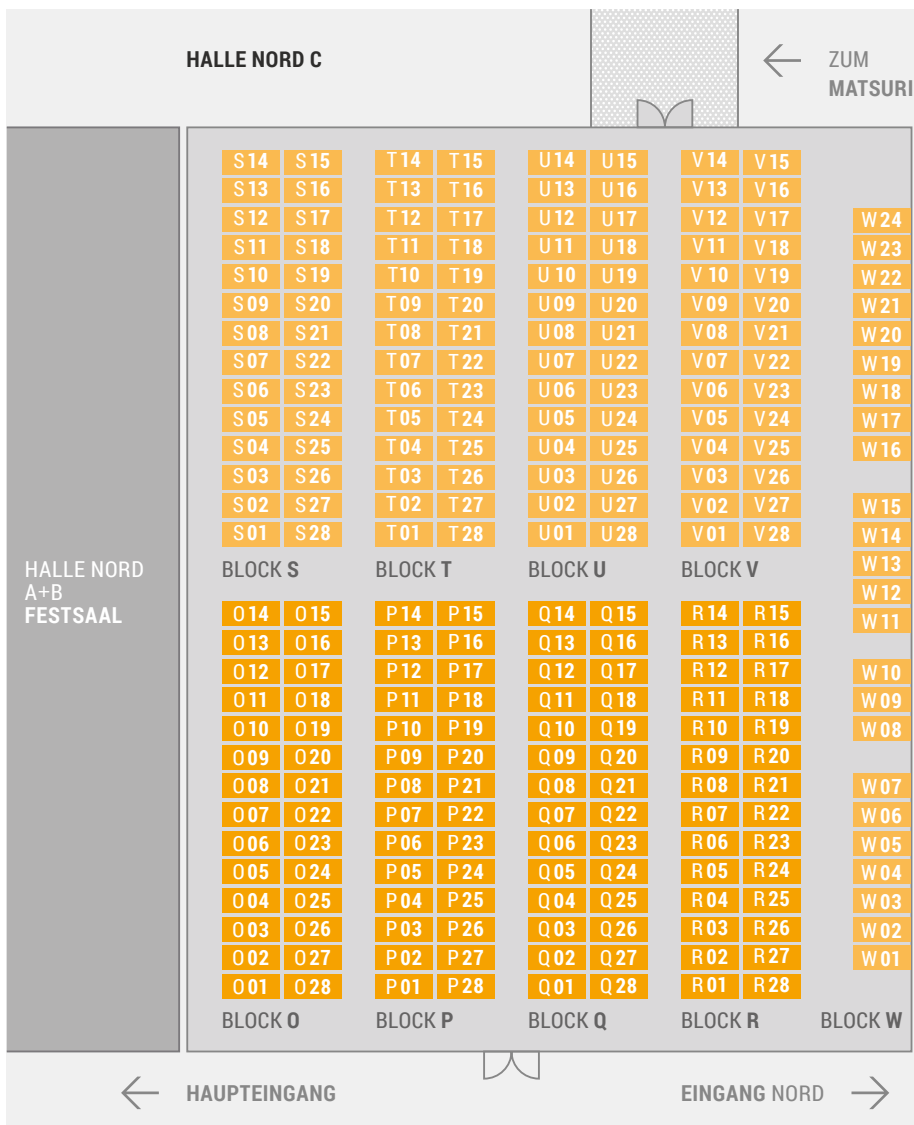 HALLE NORD C
ZUM
MATSURI
S14 S15 T14 T15 U14 U15 V14 V15
S13 S16 T13 T16 U13 U16 V13 V16
S12 S17 T12 T17 U12 U17 V12 V17 W24
S11 S18 T11 T18 U11 U18 V11 V18 W23
S10 S19 T10 T19 U10 U19 V10 V19 W22
S09 S20 T09 T20 U09 U20 V09 V20 W21
S08 S21 T08 T21 U08 U21 V08 V21 W20
S07 S22 T07 T22 U07 U22 V07 V22 W19
S06 S23 T06 T23 U06 U23 V06 V23 W18
S05 S24 T05 T24 U05 U24 V05 V24 W17
S04 S25 T04 T25 U04 U25 V04 V25 W16
S03 S26 T03 T26 U03 U26 V03 V26
S02 S27 T02 T27 U02 U27 V02 V27 W15
S01 S28 T01 T28 U01 U28 V01 V28 W14
HALLE NORD
A+B
FESTSAAL
BLOCK S BLOCK T BLOCK U BLOCK V W13
W12
O14 O15 P14 P15 Q14 Q15 R14 R15 W11
O13 O16 P13 P16 Q13 Q16 R13 R16
O12 O17 P12 P17 Q12 Q17 R12 R17 W10
O11 O18 P11 P18 Q11 Q18 R11 R18 W09
O10 O19 P10 P19 Q10 Q19 R10 R19 W08
O09 O20 P09 P20 Q09 Q20 R09 R20
O08 O21 P08 P21 Q08 Q21 R08 R21 W07
O07 O22 P07 P22 Q07 Q22 R07 R22 W06
O06 O23 P06 P23 Q06 Q23 R06 R23 W05
O05 O24 P05 P24 Q05 Q24 R05 R24 W04
O04 O25 P04 P25 Q04 Q25 R04 R25 W03
O03 O26 P03 P26 Q03 Q26 R03 R26 W02
O02 O27 P02 P27 Q02 Q27 R02 R27 W01
O01 O28 P01 P28 Q01 Q28 R01 R28
BLOCK O BLOCK P BLOCK Q BLOCK R BLOCK W
HAUPTEINGANG
EINGANG NORD